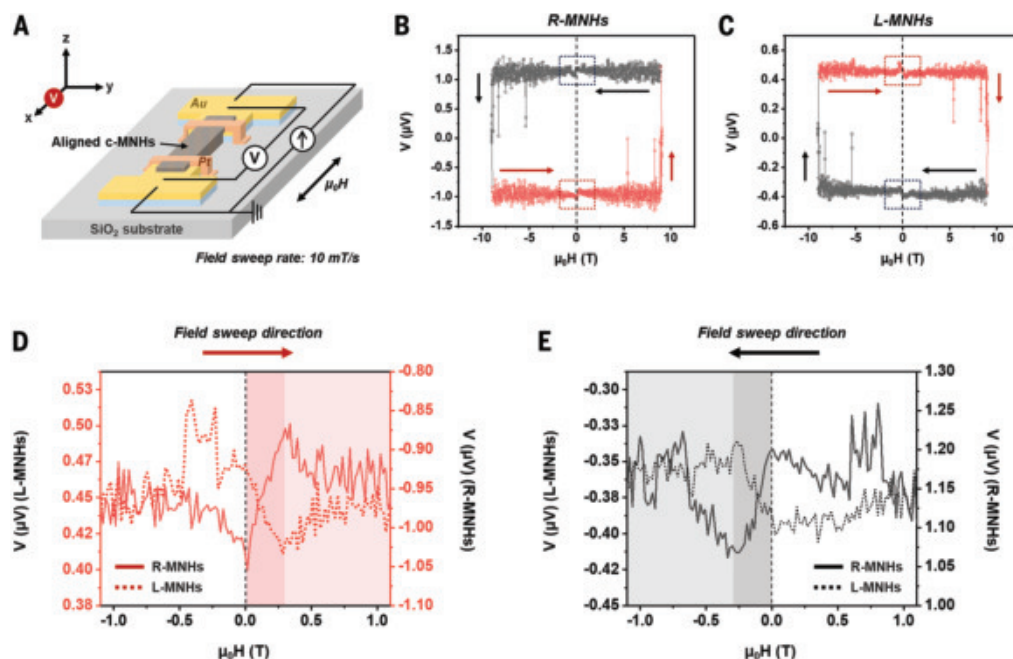 A
z
y
x
V
Au
Aligned c-MNHs
Pt
V
μ₀H
SiO₂ substrate
Field sweep rate: 10 mT/s
B
R-MNHs
V (μV)
1.5
1.0
0.5
0.0
-0.5
-1.0
-1.5
-10 -5 0 5 10
μ₀H (T)
C
L-MNHs
V (μV)
0.6
0.4
0.2
0.0
-0.2
-0.4
-0.6
-10 -5 0 5 10
μ₀H (T)
D
Field sweep direction
V (μV) (L-MNHs)
0.53
0.50
0.47
0.45
0.42
0.40
0.38
-0.80
-0.85
-0.90
-0.95
-1.00
-1.05
-1.10
V (μV) (R-MNHs)
R-MNHs
L-MNHs
-1.0 -0.5 0.0 0.5 1.0
μ₀H (T)
E
Field sweep direction
V (μV) (L-MNHs)
-0.30
-0.33
-0.35
-0.38
-0.40
-0.42
-0.45
1.30
1.25
1.20
1.15
1.10
1.05
1.00
V (μV) (R-MNHs)
R-MNHs
L-MNHs
-1.0 -0.5 0.0 0.5 1.0
μ₀H (T)